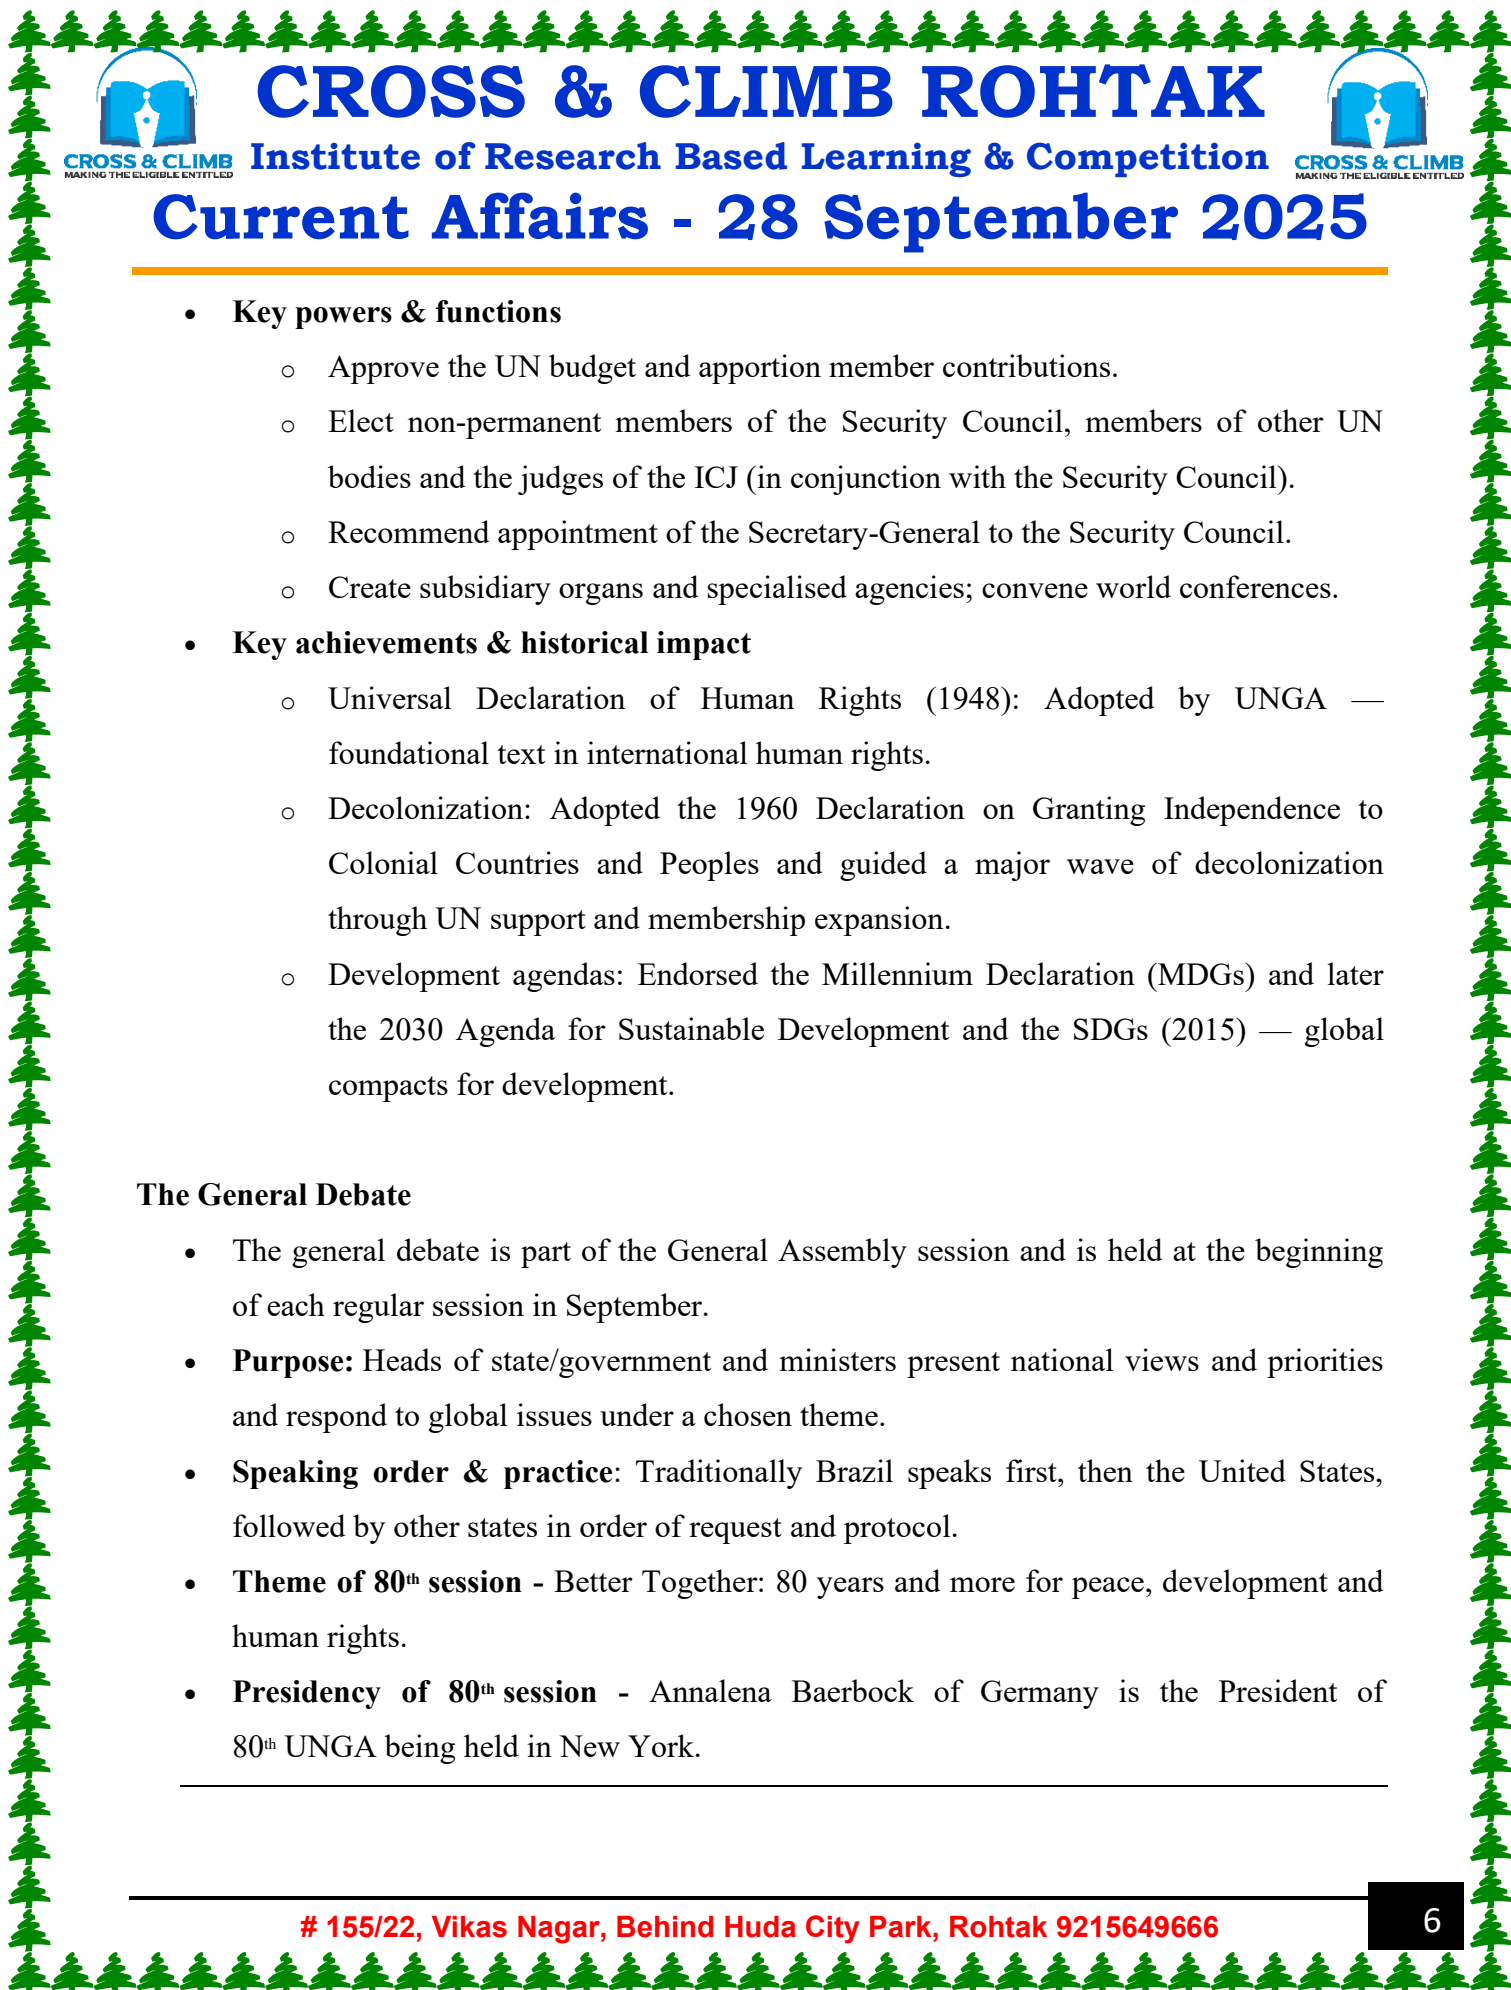 CROSS & CLIMB ROHTAK
Institute of Research Based Learning & Competition
CROSS & CLIMB
MAKING THE ELIGIBLE ENTITLED
CROSS & CLIMB
MAKING THE ELIGIBLE ENTITLED
Current Affairs - 28 September 2025
• Key powers & functions
o Approve the UN budget and apportion member contributions.
o Elect non-permanent members of the Security Council, members of other UN
bodies and the judges of the ICJ (in conjunction with the Security Council).
o Recommend appointment of the Secretary-General to the Security Council.
o Create subsidiary organs and specialised agencies; convene world conferences.
• Key achievements & historical impact
o Universal Declaration of Human Rights (1948): Adopted by UNGA —
foundational text in international human rights.
o Decolonization: Adopted the 1960 Declaration on Granting Independence to
Colonial Countries and Peoples and guided a major wave of decolonization
through UN support and membership expansion.
o Development agendas: Endorsed the Millennium Declaration (MDGs) and later
the 2030 Agenda for Sustainable Development and the SDGs (2015) — global
compacts for development.
The General Debate
• The general debate is part of the General Assembly session and is held at the beginning
of each regular session in September.
• Purpose: Heads of state/government and ministers present national views and priorities
and respond to global issues under a chosen theme.
• Speaking order & practice: Traditionally Brazil speaks first, then the United States,
followed by other states in order of request and protocol.
• Theme of 80th session - Better Together: 80 years and more for peace, development and
human rights.
• Presidency of 80th session - Annalena Baerbock of Germany is the President of
80th UNGA being held in New York.
# 155/22, Vikas Nagar, Behind Huda City Park, Rohtak 9215649666
6